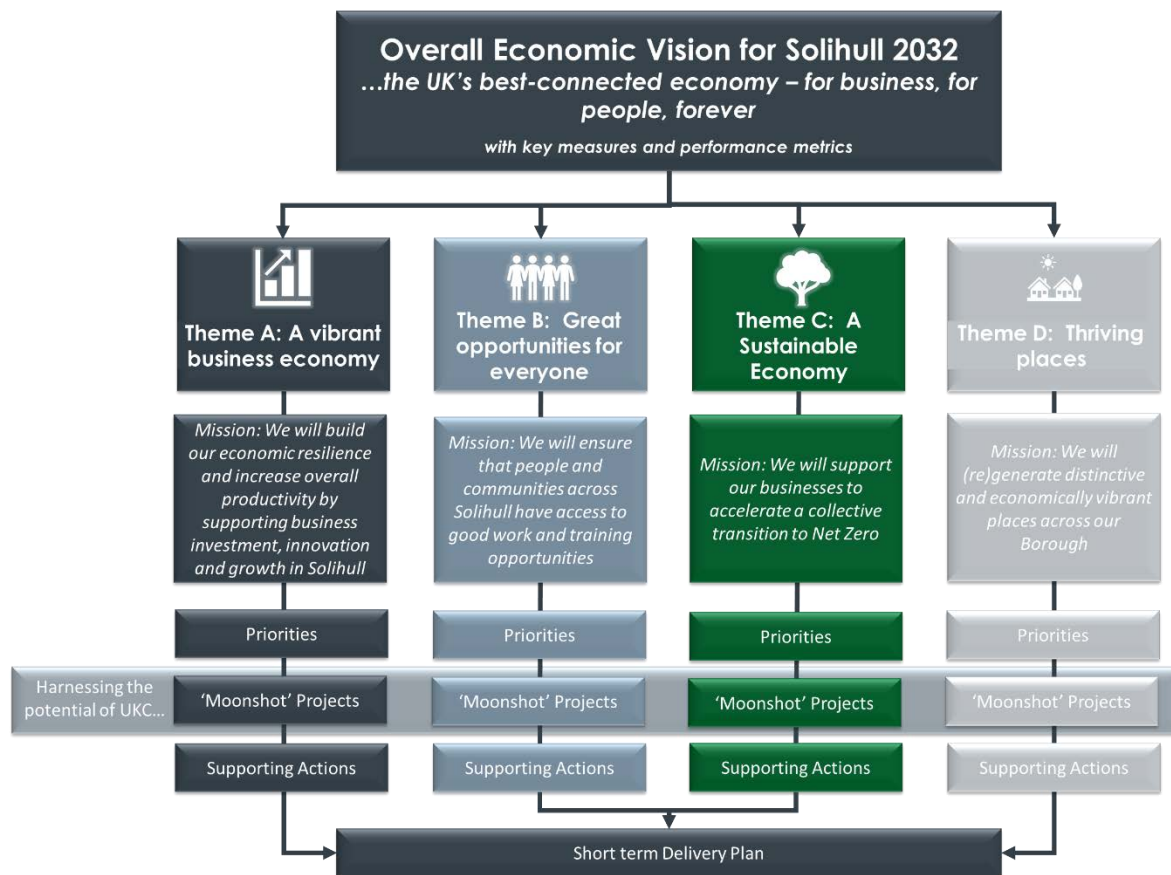 Overall Economic Vision for Solihull 2032
...the UK's best-connected economy – for business, for
people, forever
with key measures and performance metrics
Theme A: A vibrant
business economy
Theme B: Great
opportunities for
everyone
Theme C: A
Sustainable
Economy
Theme D: Thriving
places
Mission: We will build
our economic resilience
and increase overall
productivity by
supporting business
investment, innovation
and growth in Solihull
Mission: We will ensure
that people and
communities across
Solihull have access to
good work and training
opportunities
Mission: We will support
our businesses to
accelerate a collective
transition to Net Zero
Mission: We will
(re)generate distinctive
and economically vibrant
places across our
Borough
Priorities
Priorities
Priorities
Priorities
Harnessing the
potential of UKC...
‘Moonshot’ Projects
‘Moonshot’ Projects
‘Moonshot’ Projects
‘Moonshot’ Projects
Supporting Actions
Supporting Actions
Supporting Actions
Supporting Actions
Short term Delivery Plan